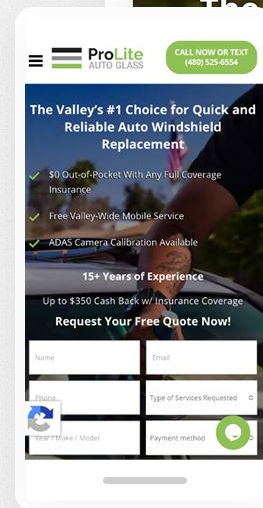 The
ProLite
AUTO GLASS
CALL NOW OR TEXT
(480) 525-6554
The Valley's #1 Choice for Quick and
Reliable Auto Windshield
Replacement
$0 Out-of-Pocket With Any Full Coverage
Insurance
Free Valley-Wide Mobile Service
ADAS Camera Calibration Available
15+ Years of Experience
Up to $350 Cash Back w/ Insurance Coverage
Request Your Free Quote Now!
Name
Email
Phone
Type of Services Requested
Year / Make / Model
Payment method